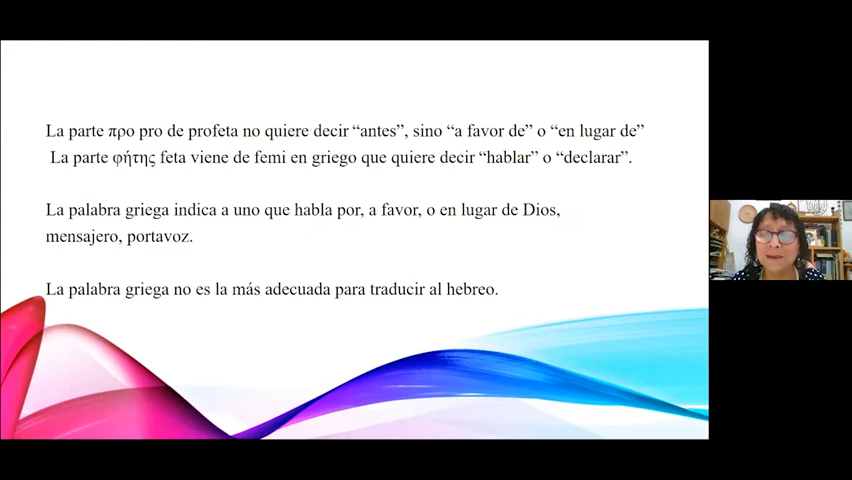 La parte προ pro de profeta no quiere decir “antes”, sino “a favor de” o “en lugar de”
La parte φήτης feta viene de femi en griego que quiere decir “hablar” o “declarar”.
La palabra griega indica a uno que habla por, a favor, o en lugar de Dios,
mensajero, portavoz.
La palabra griega no es la más adecuada para traducir al hebreo.